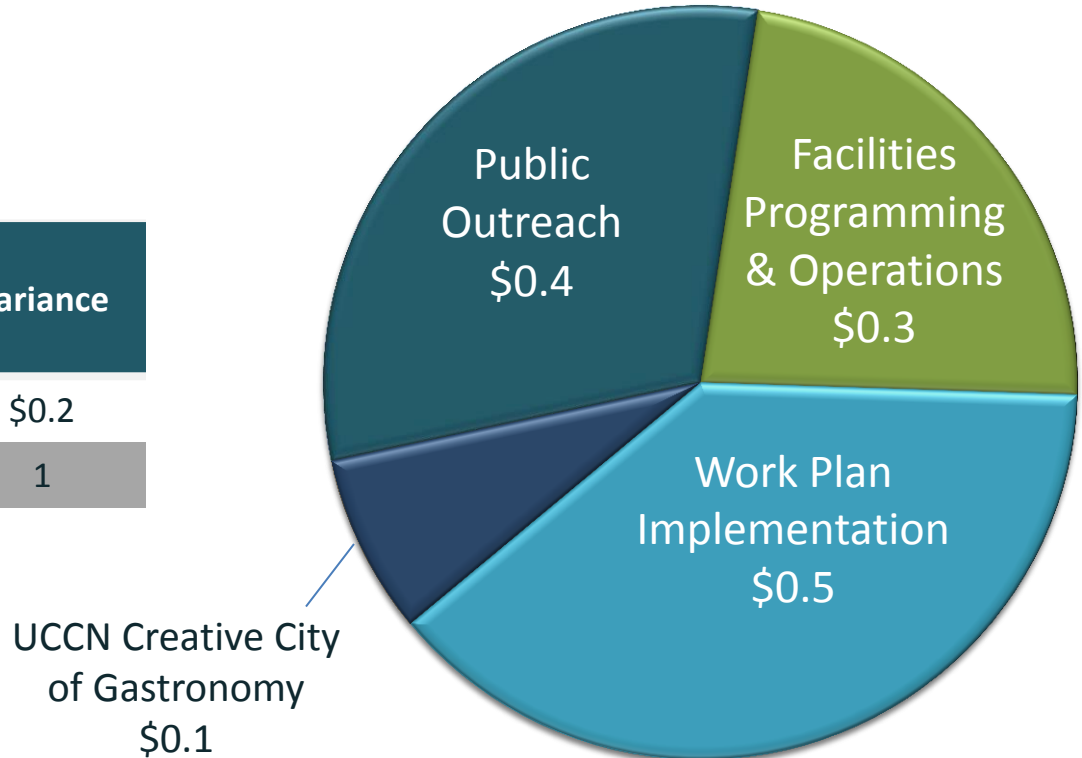 ariance
$0.2
1
Public
Outreach
$0.4
Facilities
Programming
& Operations
$0.3
Work Plan
Implementation
$0.5
UCCN Creative City
of Gastronomy
$0.1